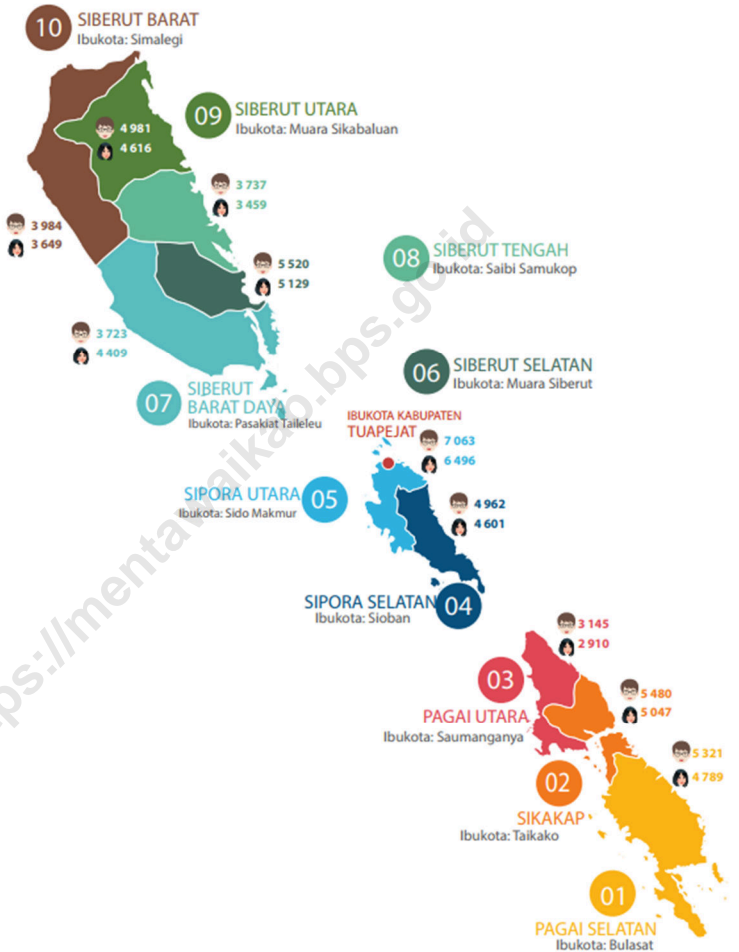 10 SIBERUT BARAT
Ibukota: Simalegi
09 SIBERUT UTARA
Ibukota: Muara Sikabaluan
4 981
4 616
3 737
3 459
3 984
3 649
08 SIBERUT TENGAH
Ibukota: Saibi Samukop
5 520
5 129
3 723
4 409
06 SIBERUT SELATAN
Ibukota: Muara Siberut
07 SIBERUT
BARAT DAYA
Ibukota: Pasakiat Taileleu
IBUKOTA KABUPATEN
TUAPEJAT
7 063
6 496
SIPORA UTARA 05
Ibukota: Sido Makmur
4 962
4 601
SIPORA SELATAN 04
Ibukota: Sioban
3 145
2 910
03
PAGAI UTARA
Ibukota: Saumanganya
5 480
5 047
5 321
4 789
02
SIKAKAP
Ibukota: Taikako
01
PAGAI SELATAN
Ibukota: Bulasat
ps://mentawaikab.bps.go.id